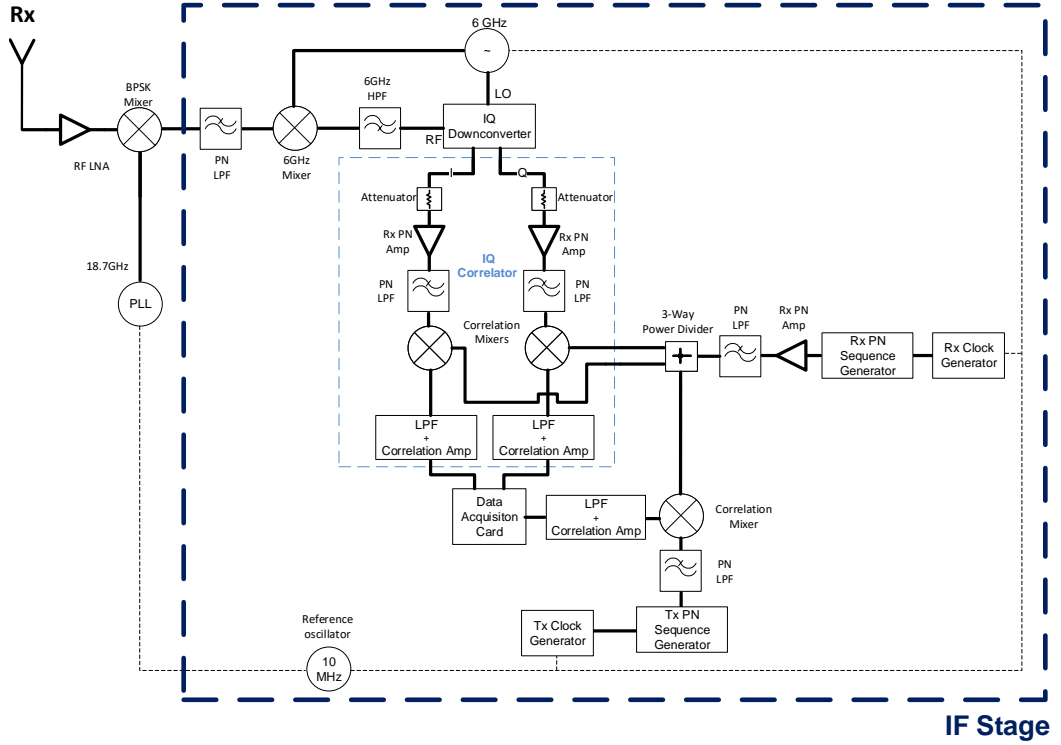 Rx
6 GHz
~
BPSK
Mixer
6GHz
HPF
LO
IQ
Downconverter
RF
RF LNA
PN
LPF
6GHz
Mixer
I
Q
Attenuator
Attenuator
Rx PN
Amp
Rx PN
Amp
IQ
Correlator
18.7GHz
PLL
PN
LPF
PN
LPF
Correlation
Mixers
3-Way
Power Divider
PN
LPF
Rx PN
Amp
+
Rx PN
Sequence
Generator
Rx Clock
Generator
LPF
+
Correlation Amp
LPF
+
Correlation Amp
Data
Acquisiton
Card
LPF
+
Correlation Amp
Correlation
Mixer
PN
LPF
Tx Clock
Generator
Tx PN
Sequence
Generator
Reference
oscillator
10
MHz
IF Stage